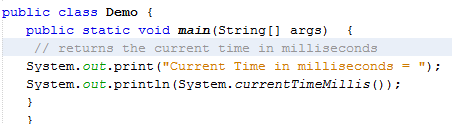 public class Demo {
public static void main(String[] args)  {
// returns the current time in milliseconds
System.out.print("Current Time in milliseconds = ");
System.out.println(System.currentTimeMillis());
}
}